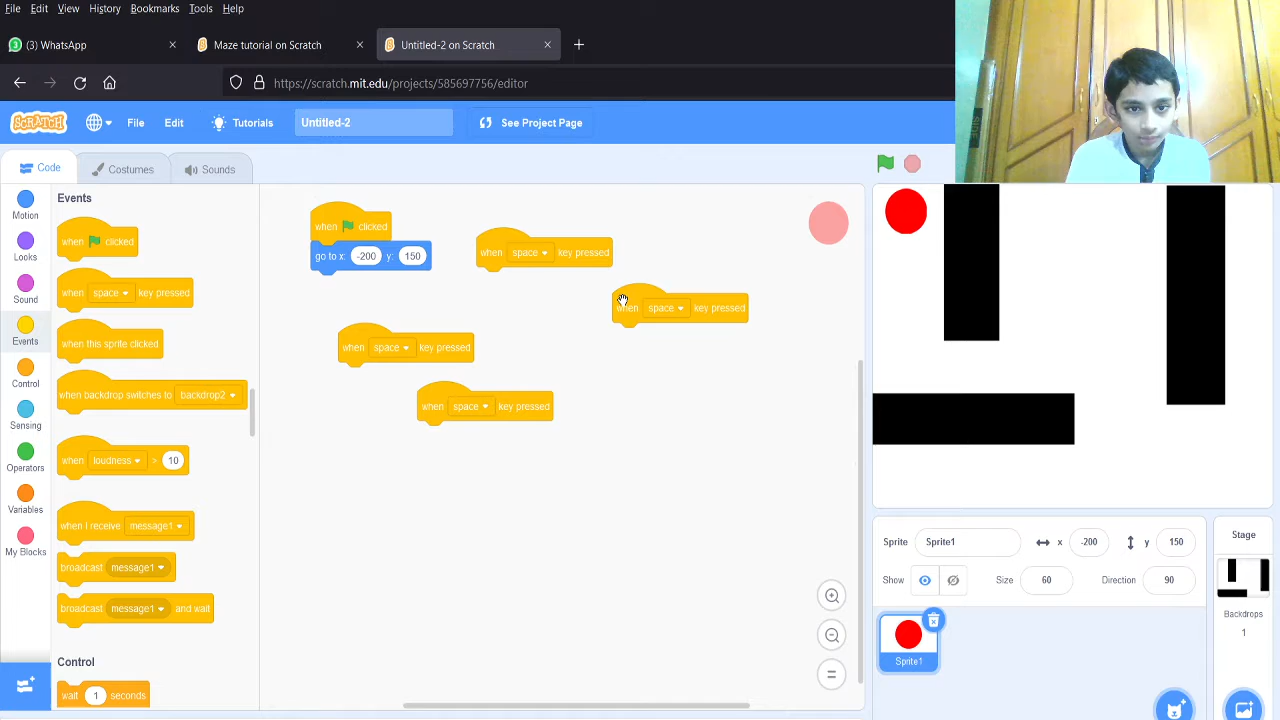 File Edit View History Bookmarks Tools Help
(3) WhatsApp
Maze tutorial on Scratch
Untitled-2 on Scratch
https://scratch.mit.edu/projects/585697756/editor
SCRATCH
File
Edit
Tutorials
Untitled-2
See Project Page
Code
Costumes
Sounds
Motion
Looks
Sound
Events
Control
Sensing
Operators
Variables
My Blocks
Events
when clicked
when space key pressed
when this sprite clicked
when backdrop switches to backdrop2
when loudness > 10
when I receive message1
broadcast message1
broadcast message1 and wait
Control
wait 1 seconds
when clicked
go to x: -200 y: 150
when space key pressed
when space key pressed
when space key pressed
when space key pressed
Sprite Sprite1 x -200 y 150
Show Size 60 Direction 90
Sprite1
Stage
Backdrops
1